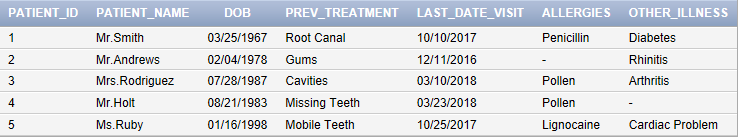 PATIENT_ID PATIENT_NAME DOB PREV_TREATMENT LAST_DATE_VISIT ALLERGIES OTHER_ILLNESS
1 Mr.Smith 03/25/1967 Root Canal 10/10/2017 Penicillin Diabetes
2 Mr.Andrews 02/04/1978 Gums 12/11/2016 - Rhinitis
3 Mrs.Rodriguez 07/28/1987 Cavities 03/10/2018 Pollen Arthritis
4 Mr.Holt 08/21/1983 Missing Teeth 03/23/2018 Pollen -
5 Ms.Ruby 01/16/1998 Mobile Teeth 10/25/2017 Lignocaine Cardiac Problem